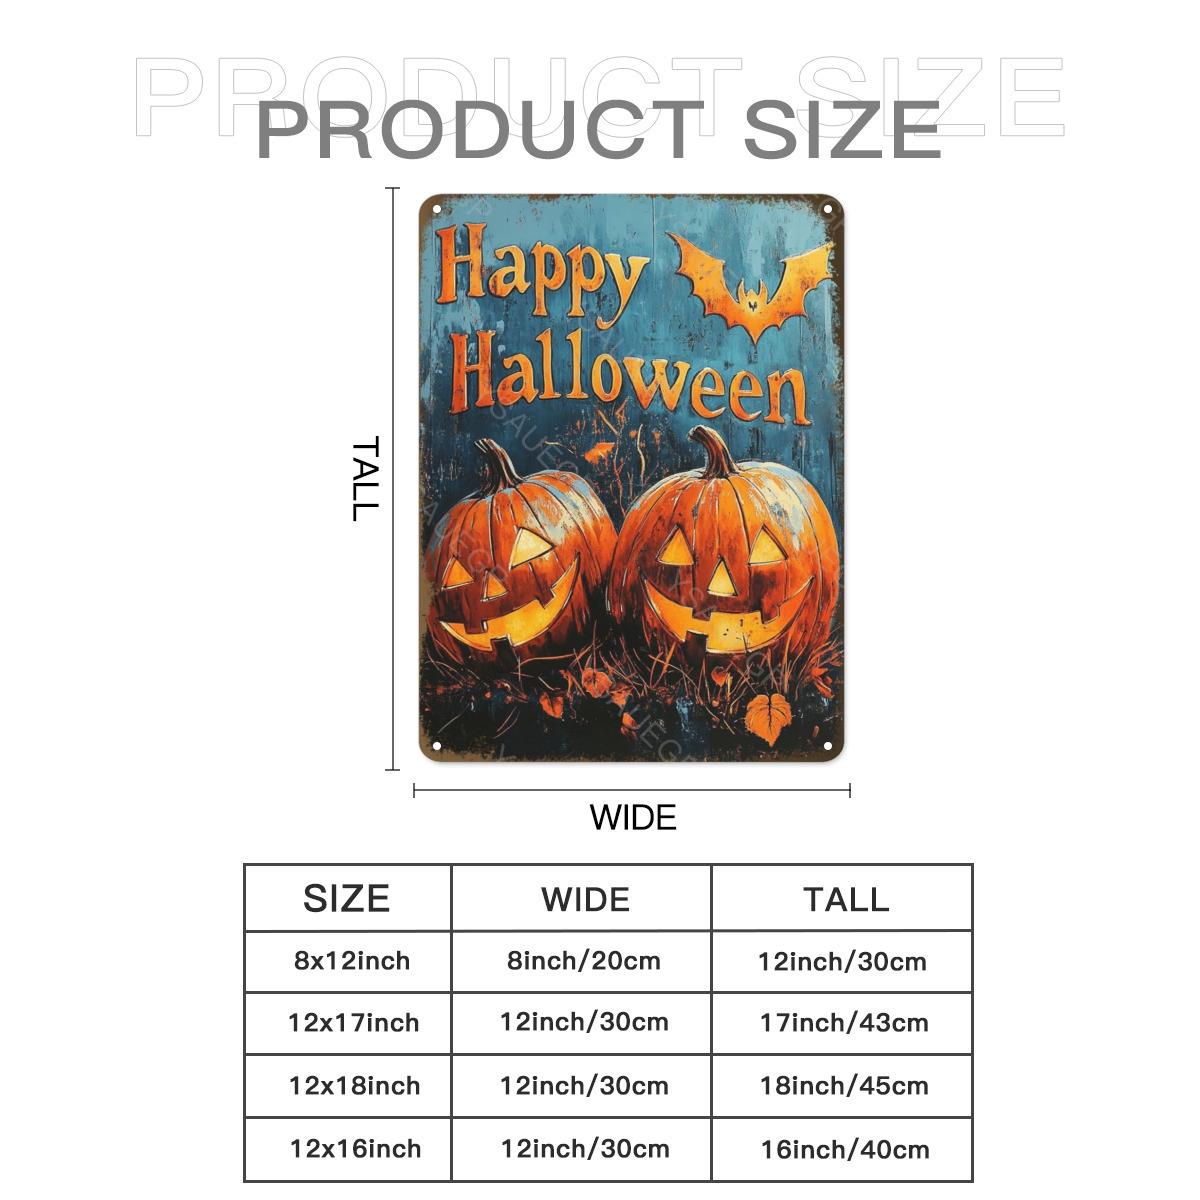 PRODUCT SIZE
PRODUCT SIZE
Happy
Halloween
TALL
WIDE
SIZE WIDE TALL
8x12inch 8inch/20cm 12inch/30cm
12x17inch 12inch/30cm 17inch/43cm
12x18inch 12inch/30cm 18inch/45cm
12x16inch 12inch/30cm 16inch/40cm